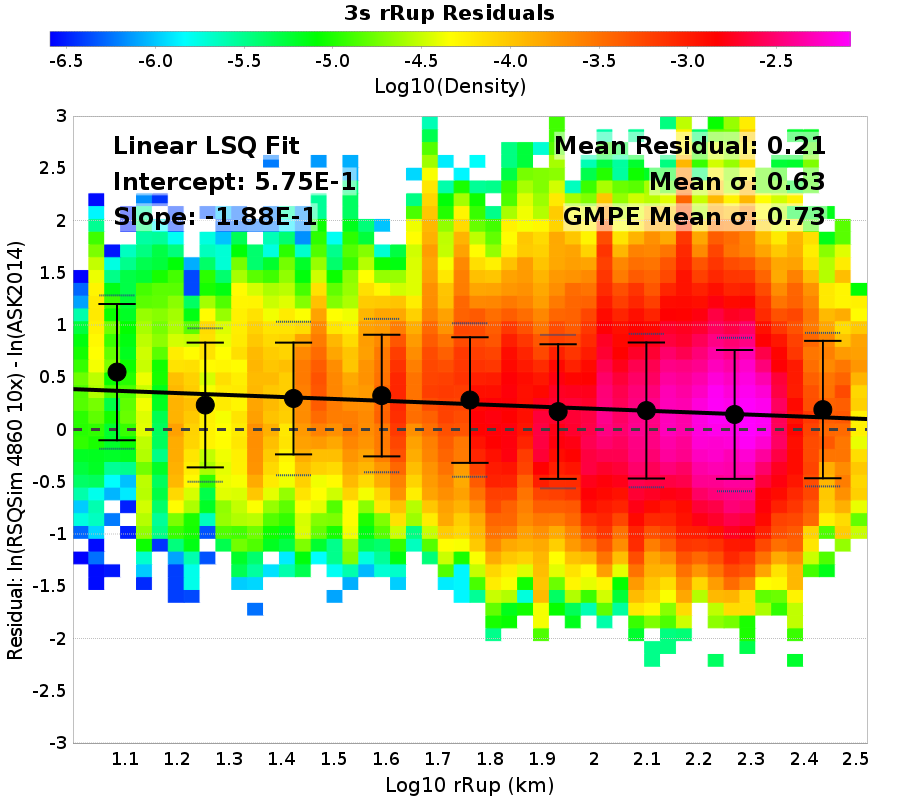 3s rRup Residuals
-6.5 -6.0 -5.5 -5.0 -4.5 -4.0 -3.5 -3.0 -2.5
Log10(Density)
Linear LSQ Fit
Intercept: 5.75E-1
Slope: -1.88E-1
Mean Residual: 0.21
Mean σ: 0.63
GMPE Mean σ: 0.73
Residual: ln(RSQSim 4860 10x) - ln(ASK2014)
3
2.5
2
1.5
1
0.5
0
-0.5
-1
-1.5
-2
-2.5
-3
1.1 1.2 1.3 1.4 1.5 1.6 1.7 1.8 1.9 2 2.1 2.2 2.3 2.4 2.5
Log10 rRup (km)